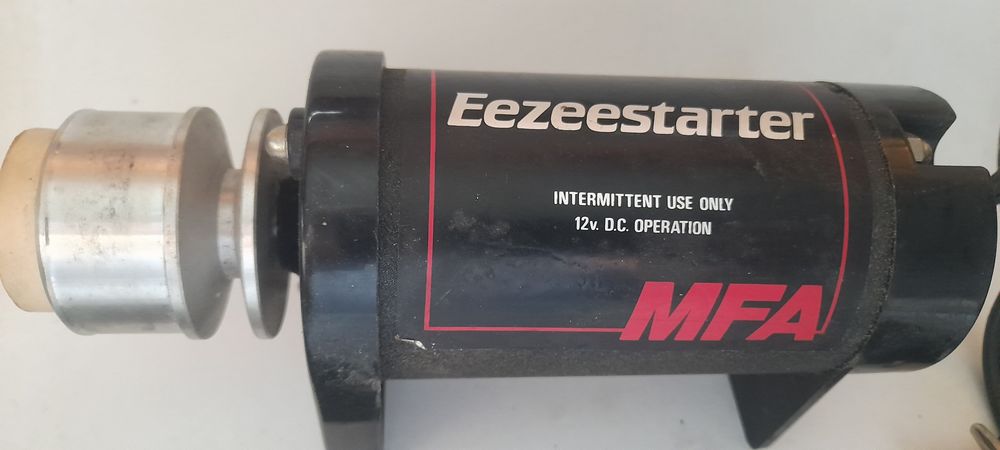 Eezeestarter
INTERMITTENT USE ONLY
12v. D.C. OPERATION
MFA